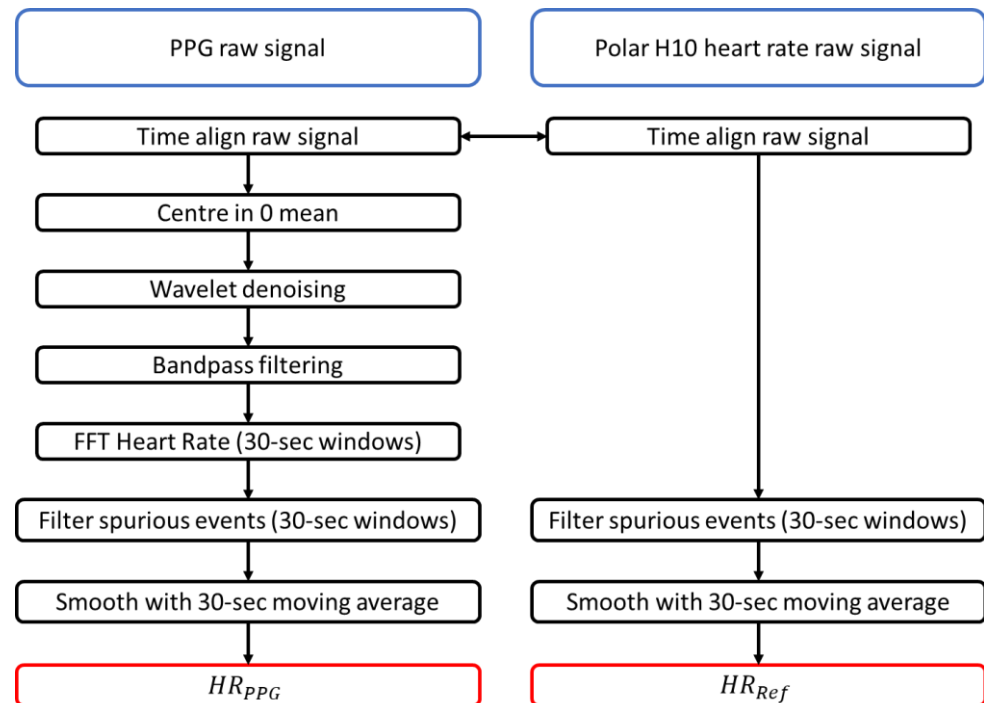 PPG raw signal
Polar H10 heart rate raw signal
Time align raw signal
Time align raw signal
Centre in 0 mean
Wavelet denoising
Bandpass filtering
FFT Heart Rate (30-sec windows)
Filter spurious events (30-sec windows)
Filter spurious events (30-sec windows)
Smooth with 30-sec moving average
Smooth with 30-sec moving average
HR_PPG
HR_Ref